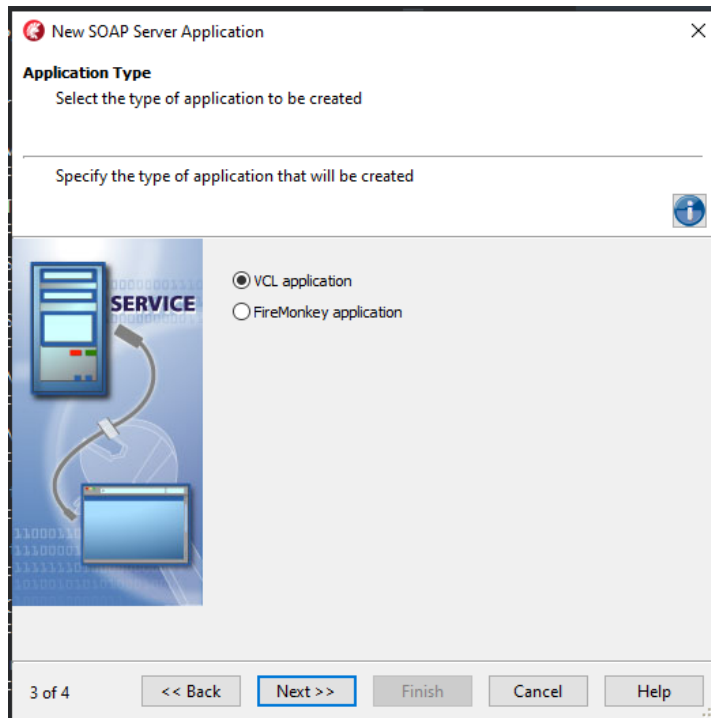 New SOAP Server Application
Application Type
Select the type of application to be created
Specify the type of application that will be created
SERVICE
VCL application
FireMonkey application
3 of 4
<< Back
Next >>
Finish
Cancel
Help